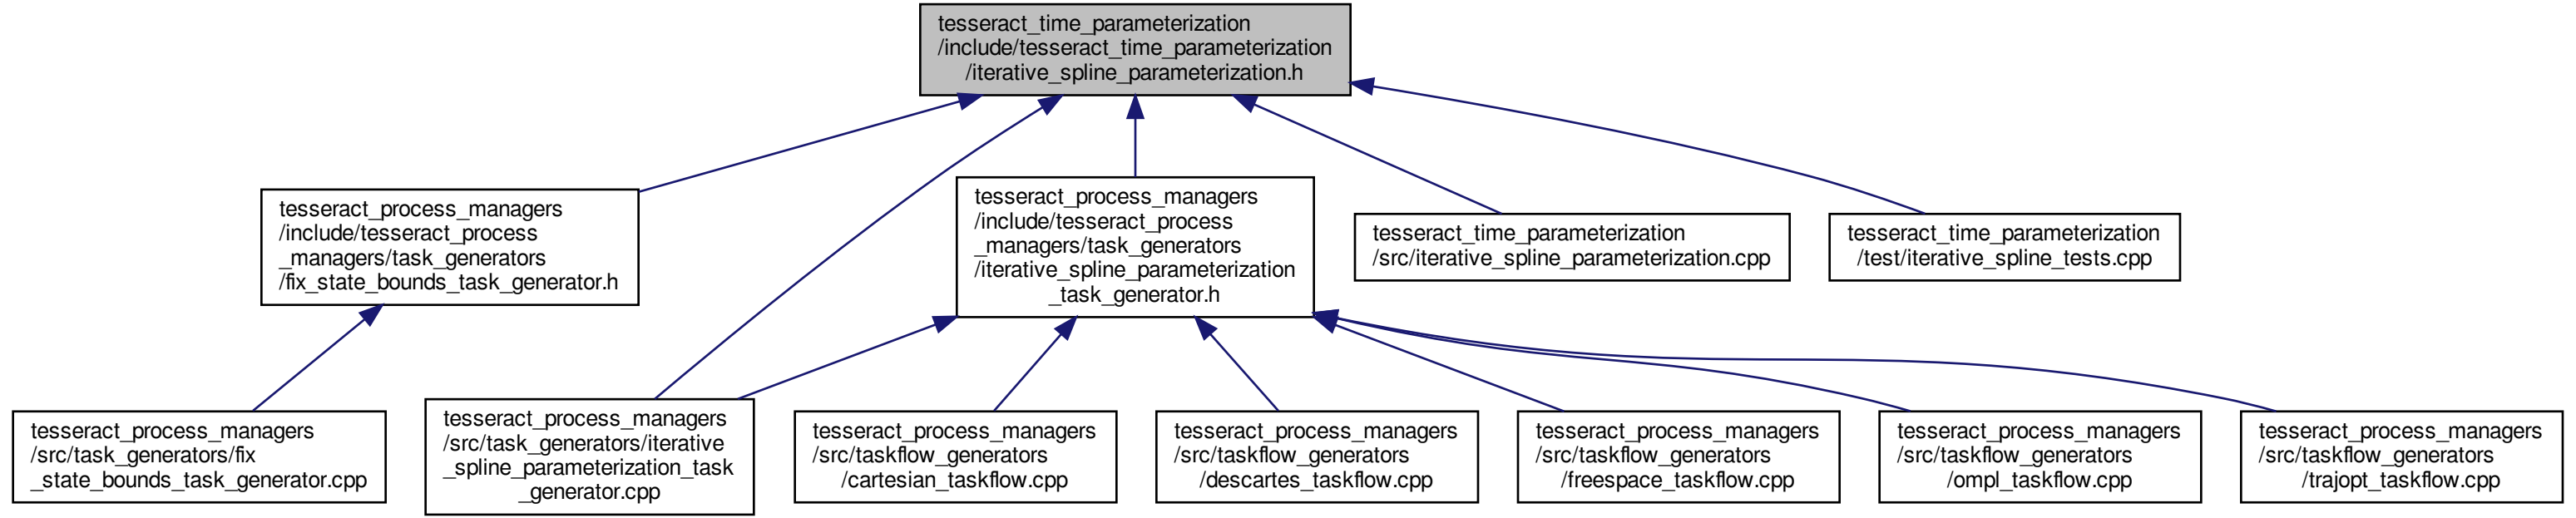 tesseract_time_parameterization
/include/tesseract_time_parameterization
/iterative_spline_parameterization.h
tesseract_process_managers
/include/tesseract_process
_managers/task_generators
/fix_state_bounds_task_generator.h
tesseract_process_managers
/include/tesseract_process
_managers/task_generators
/iterative_spline_parameterization
_task_generator.h
tesseract_time_parameterization
/src/iterative_spline_parameterization.cpp
tesseract_time_parameterization
/test/iterative_spline_tests.cpp
tesseract_process_managers
/src/task_generators/fix
_state_bounds_task_generator.cpp
tesseract_process_managers
/src/task_generators/iterative
_spline_parameterization_task
_generator.cpp
tesseract_process_managers
/src/taskflow_generators
/cartesian_taskflow.cpp
tesseract_process_managers
/src/taskflow_generators
/descartes_taskflow.cpp
tesseract_process_managers
/src/taskflow_generators
/freespace_taskflow.cpp
tesseract_process_managers
/src/taskflow_generators
/ompl_taskflow.cpp
tesseract_process_managers
/src/taskflow_generators
/trajopt_taskflow.cpp